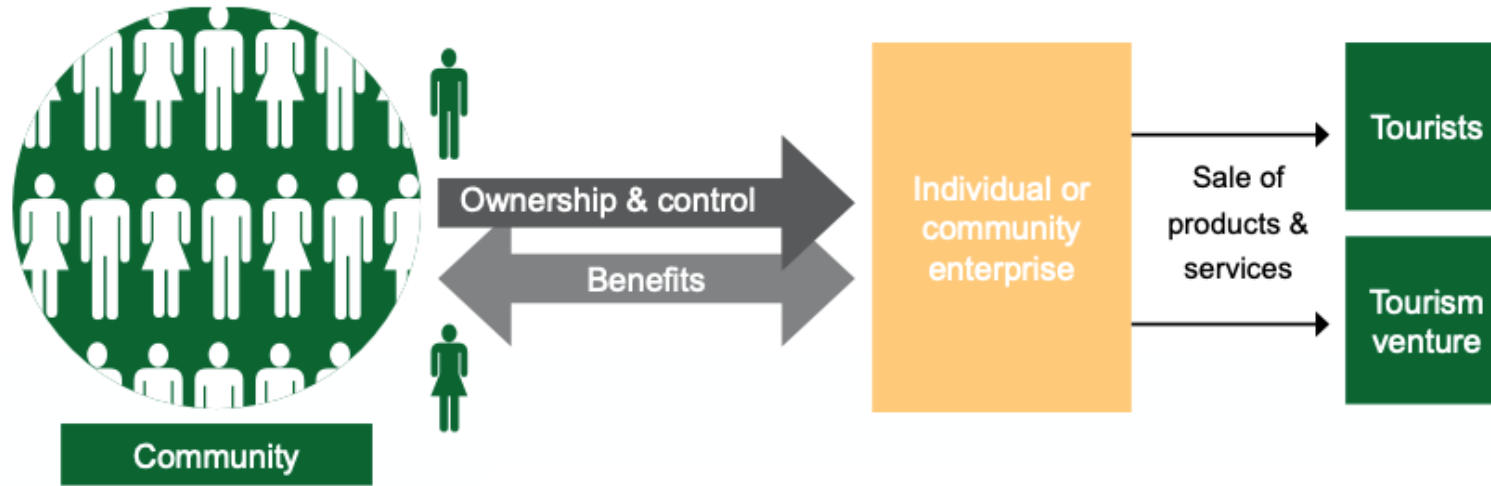 Community
Ownership & control
Benefits
Individual or
community
enterprise
Sale of
products &
services
Tourists
Tourism
venture